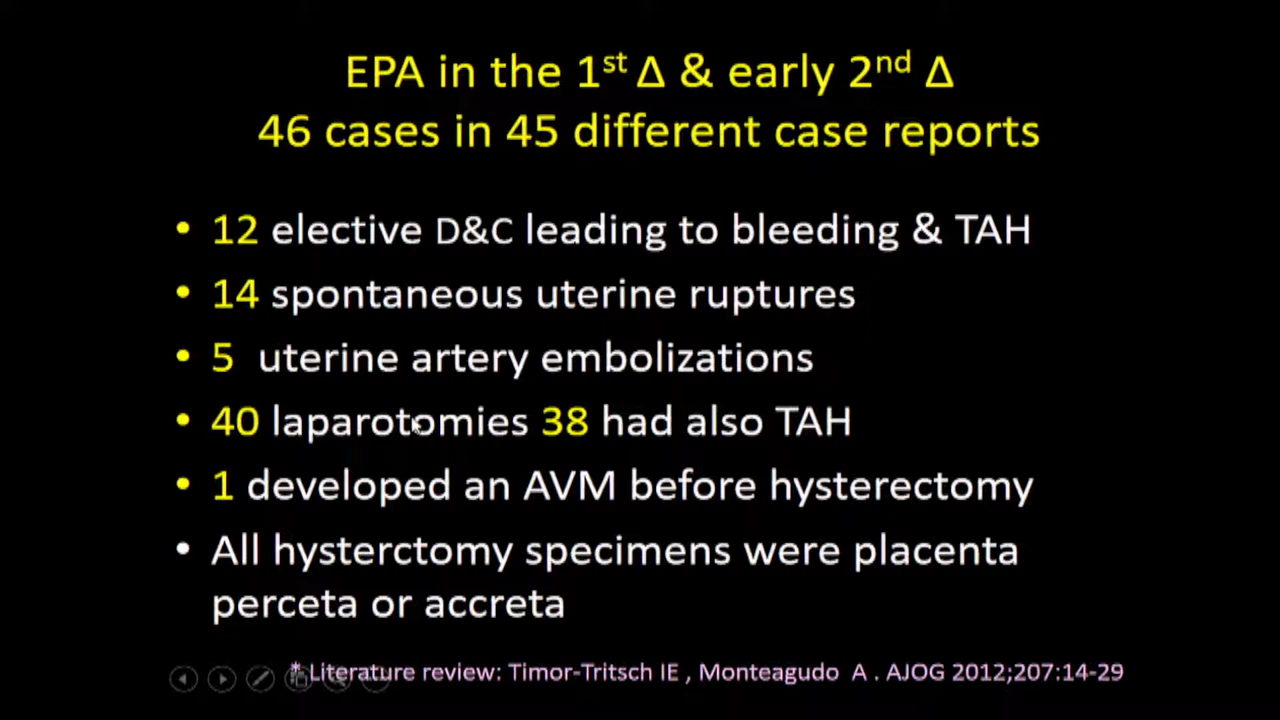 EPA in the 1st Δ & early 2nd Δ
46 cases in 45 different case reports
• 12 elective D&C leading to bleeding & TAH
• 14 spontaneous uterine ruptures
• 5 uterine artery embolizations
• 40 laparotomies 38 had also TAH
• 1 developed an AVM before hysterectomy
• All hysterctomy specimens were placenta
perceta or accreta
* Literature review: Timor-Tritsch IE , Monteagudo A . AJOG 2012;207:14-29